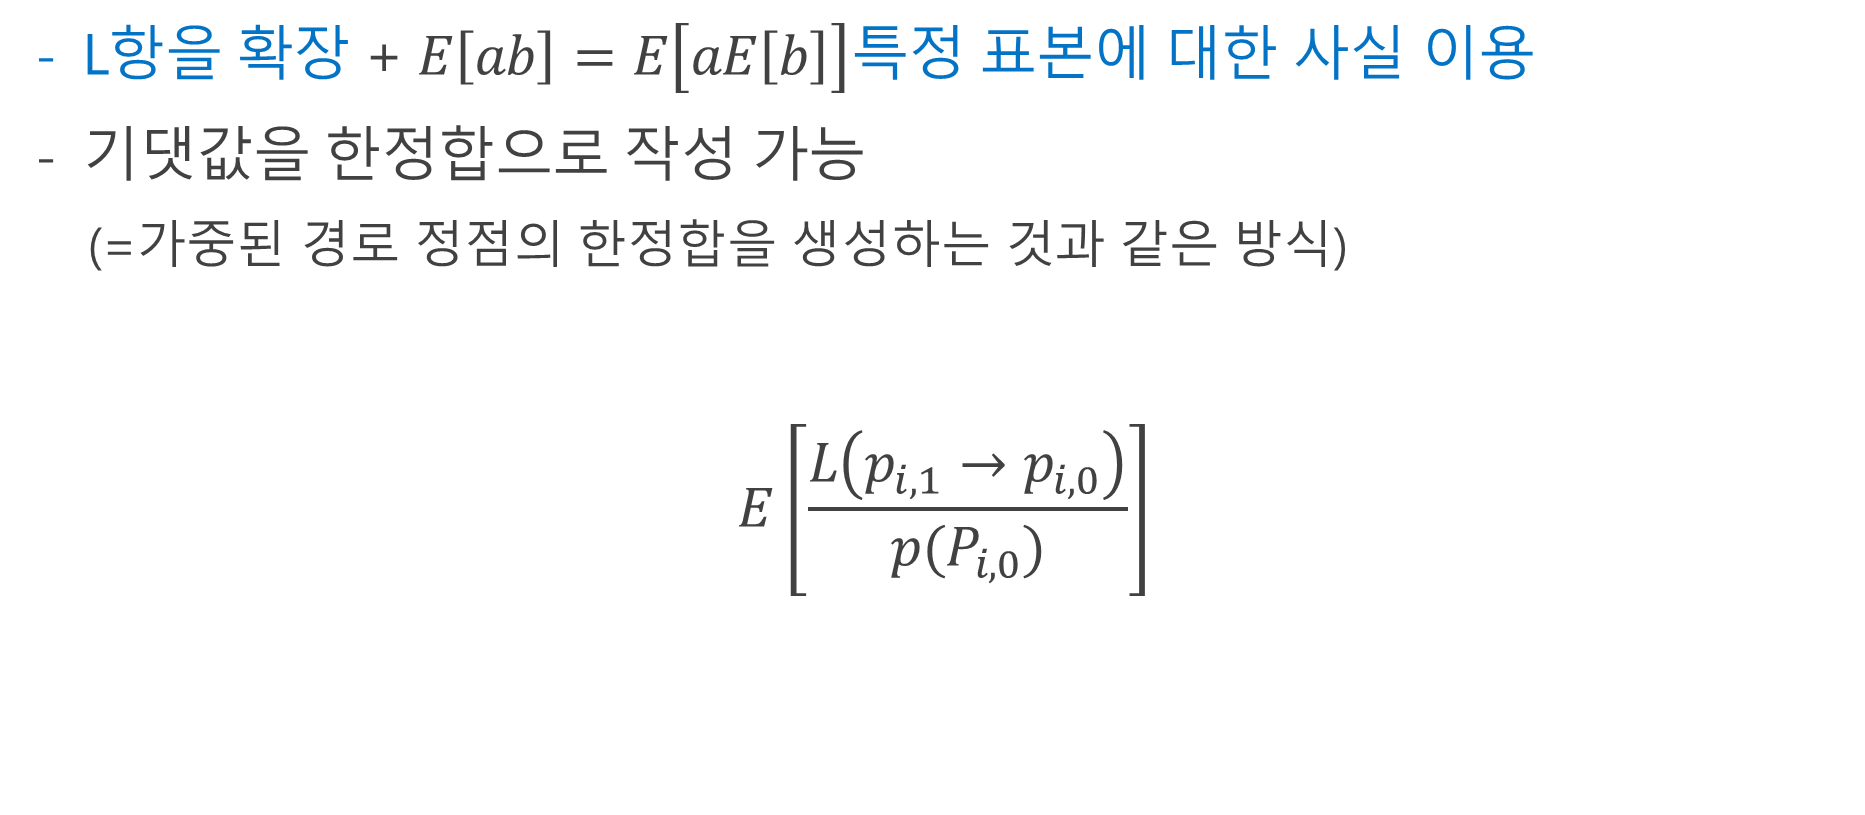 - L항을 확장 + E[ab] = E[aE[b]]특정 표본에 대한 사실 이용
- 기댓값을 한정합으로 작성 가능
(=가중된 경로 정점의 한정합을 생성하는 것과 같은 방식)
E[L(p_{i,1} → p_{i,0}) / p(P_{i,0})]